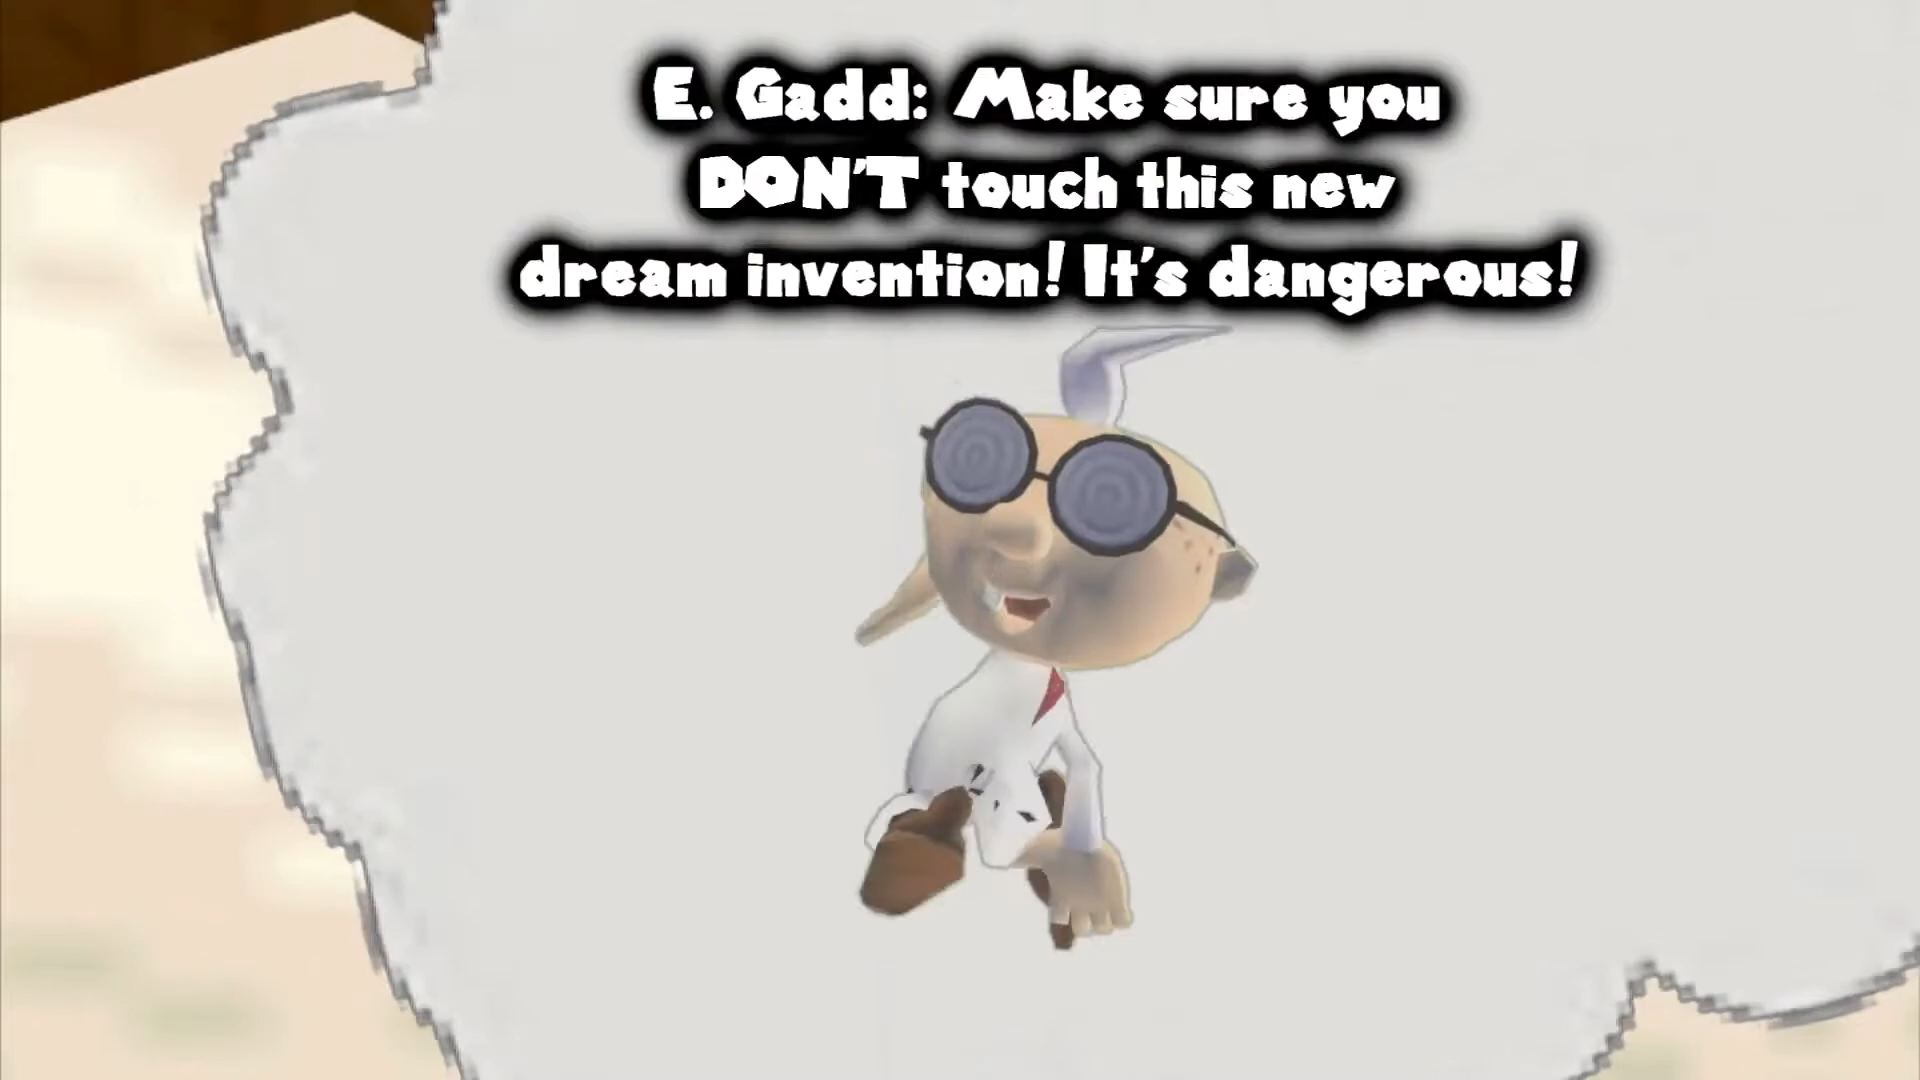 E. Gadd: Make sure you
DON'T touch this new
dream invention! It's dangerous!